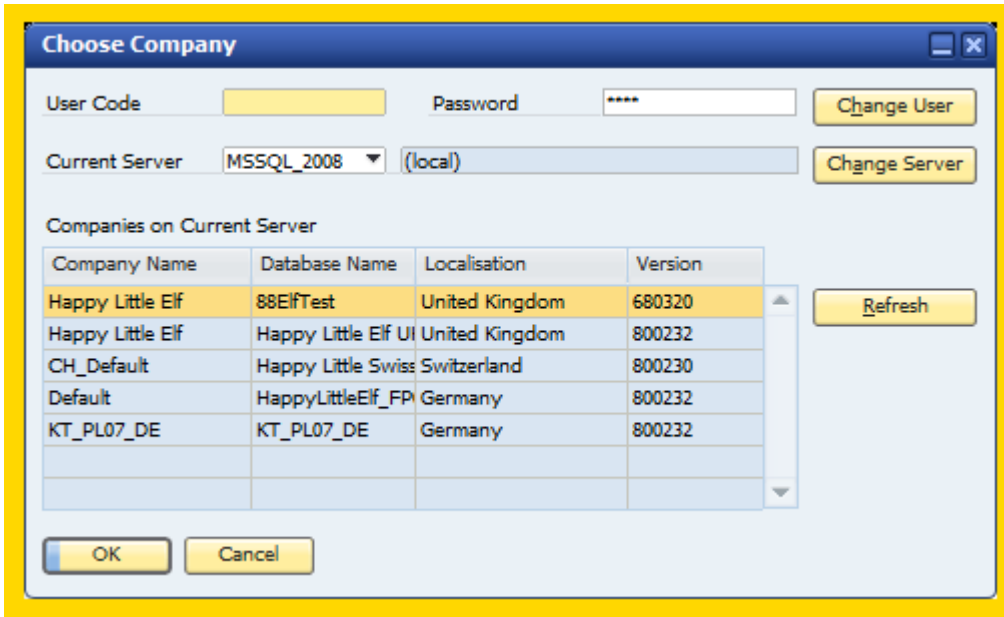 Choose Company
User Code Password **** Change User
Current Server MSSQL_2008 (local) Change Server
Companies on Current Server
Company Name Database Name Localisation Version
Happy Little Elf 88ElfTest United Kingdom 680320 Refresh
Happy Little Elf Happy Little Elf United Kingdom 800232
CH_Default Happy Little Swiss Switzerland 800230
Default HappyLittleElf_FP Germany 800232
KT_PL07_DE KT_PL07_DE Germany 800232
OK Cancel